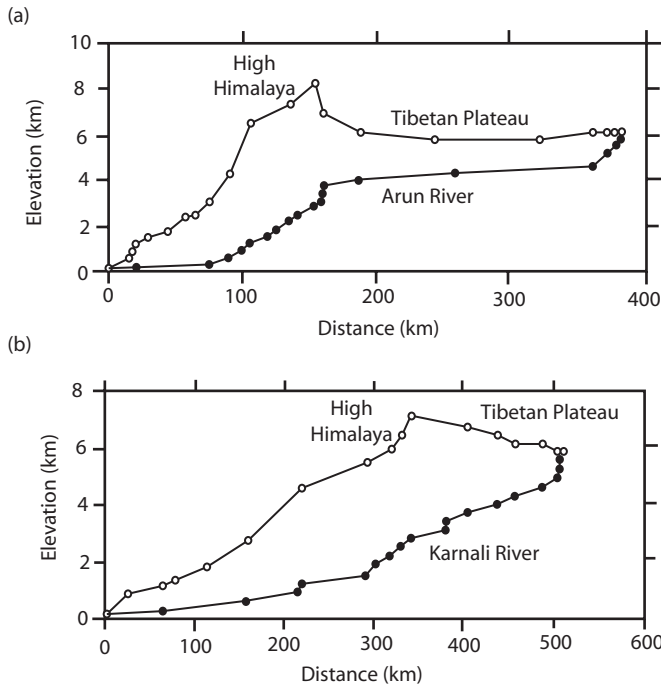 (a)
10
8
6
4
2
0
Elevation (km)
High
Himalaya
Tibetan Plateau
Arun River
0
100
200
300
400
Distance (km)
(b)
8
6
4
2
0
Elevation (km)
High
Himalaya
Tibetan Plateau
Karnali River
0
100
200
300
400
500
600
Distance (km)